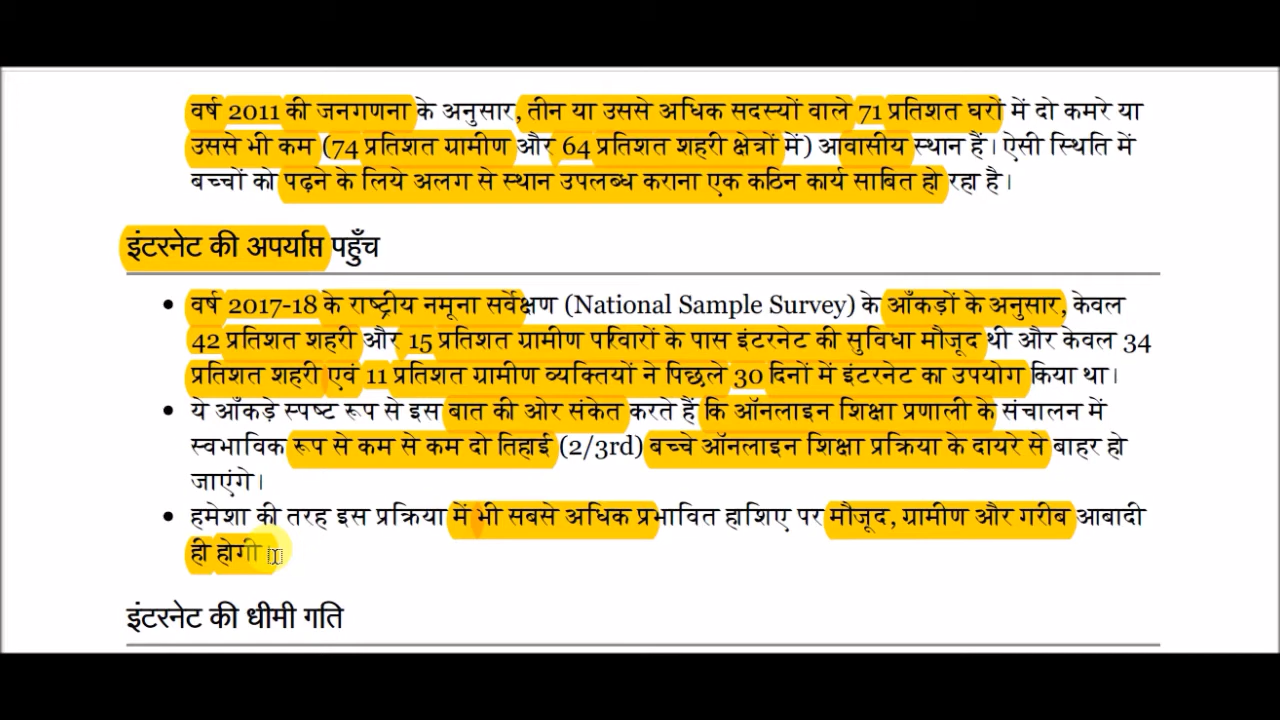 वर्ष 2011 की जनगणना के अनुसार, तीन या उससे अधिक सदस्यों वाले 71 प्रतिशत घरों में दो कमरे या
उससे भी कम (74 प्रतिशत ग्रामीण और 64 प्रतिशत शहरी क्षेत्रों में) आवासीय स्थान हैं। ऐसी स्थिति में
बच्चों को पढ़ने के लिये अलग से स्थान उपलब्ध कराना एक कठिन कार्य साबित हो रहा है।
इंटरनेट की अपर्याप्त पहुँच
• वर्ष 2017-18 के राष्ट्रीय नमूना सर्वेक्षण (National Sample Survey) के आँकड़ों के अनुसार, केवल
42 प्रतिशत शहरी और 15 प्रतिशत ग्रामीण परिवारों के पास इंटरनेट की सुविधा मौजूद थी और केवल 34
प्रतिशत शहरी एवं 11 प्रतिशत ग्रामीण व्यक्तियों ने पिछले 30 दिनों में इंटरनेट का उपयोग किया था।
• ये आँकड़े स्पष्ट रूप से इस बात की ओर संकेत करते हैं कि ऑनलाइन शिक्षा प्रणाली के संचालन में
स्वभाविक रूप से कम से कम दो तिहाई (2/3rd) बच्चे ऑनलाइन शिक्षा प्रक्रिया के दायरे से बाहर हो
जाएंगे।
• हमेशा की तरह इस प्रक्रिया में भी सबसे अधिक प्रभावित हाशिए पर मौजूद, ग्रामीण और गरीब आबादी
ही होगी
इंटरनेट की धीमी गति